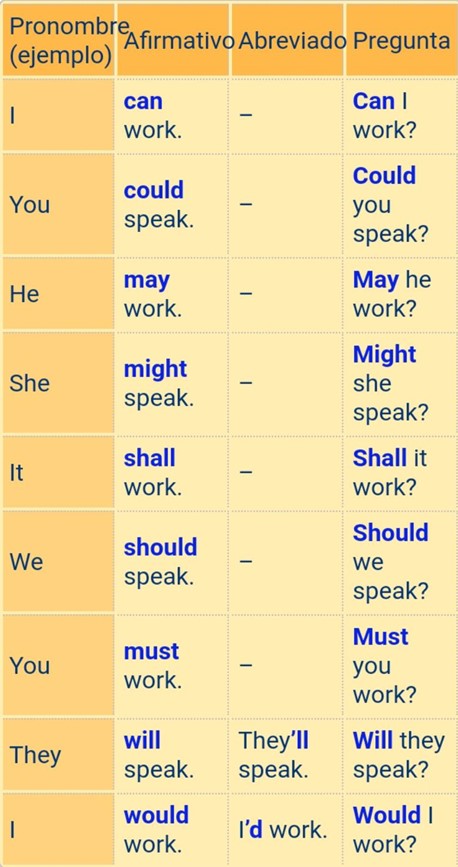 Pronombre Afirmativo Abreviado Pregunta
(ejemplo)
I can – Can I
work. work?
You could – Could
speak. you
speak?
He may – May he
work. work?
She might – Might
speak. she
speak?
It shall – Shall it
work. work?
We should – Should
speak. we
speak?
You must – Must
work. you
work?
They will They’ll Will they
speak. speak. speak?
I would I’d work. Would I
work. work?